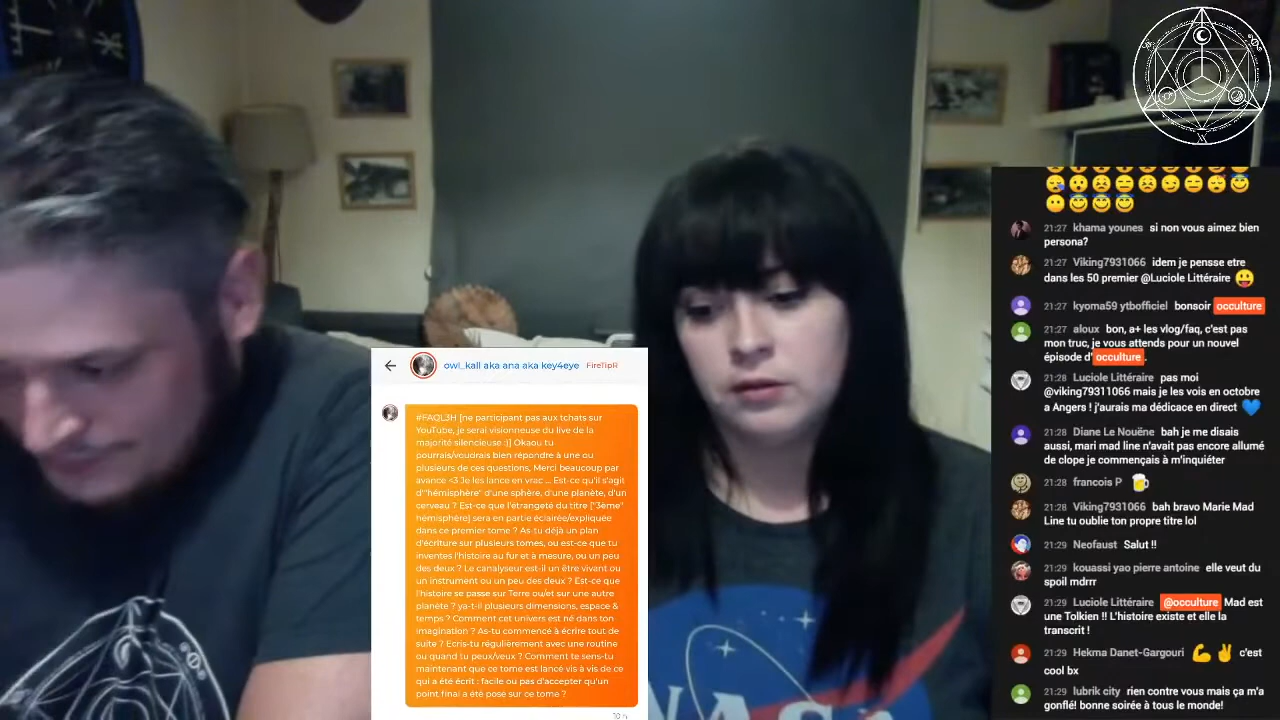 owl_kall aka ana aka key4eye FireTipR
#FAQL3H [ne participant pas aux tchats sur
YouTube, je serai visionneuse du live de la
majorité silencieuse :)] Okaou tu
pourrais/voudrais bien répondre à une ou
plusieurs de ces questions, Merci beaucoup par
avance <3 Je les lance en vrac ... Est-ce qu'il s'agit
d'"hémisphère" d'une sphère, d'une planète, d'un
cerveau ? Est-ce que l'étrangeté du titre ["3ème"
hémisphère] sera en partie éclairée/expliquée
dans ce premier tome ? As-tu déjà un plan
d'écriture sur plusieurs tomes, ou est-ce que tu
inventes l'histoire au fur et à mesure, ou un peu
des deux ? Le canalyseur est-il un être vivant ou
un instrument ou un peu des deux ? Est-ce que
l'histoire se passe sur Terre ou/et sur une autre
planète ? ya-t-il plusieurs dimensions, espace &
temps ? Comment cet univers est né dans ton
imagination ? As-tu commencé à écrire tout de
suite ? Ecris-tu régulièrement avec une routine
ou quand tu peux/veux ? Comment te sens-tu
maintenant que ce tome est lancé vis à vis de ce
qui a été écrit : facile ou pas d'accepter qu'un
point final a été posé sur ce tome ?
10 h
NASA
21:27 khama younes si non vous aimez bien
persona?
21:27 Viking7931066 idem je pensse etre
dans les 50 premier @Luciole Littéraire 😛
21:27 kyoma59 ytbofficiel bonsoir occulture
21:27 aloux bon, a+ les vlog/faq, c'est pas
mon truc, je vous attends pour un nouvel
épisode d'occulture.
21:28 Luciole Littéraire pas moi
@viking7931066 mais je les vois en octobre
a Angers ! j'aurais ma dédicace en direct 💙
21:28 Diane Le Nouëne bah je me disais
aussi, mari mad line n'avait pas encore allumé
de clope je commençais à m'inquiéter
21:28 francois P 🍺
21:28 Viking7931066 bah bravo Marie Mad
Line tu oublie ton propre titre lol
21:29 Neofaust Salut !!
21:29 kouassi yao pierre antoine elle veut du
spoil mdrrr
21:29 Luciole Littéraire @occulture Mad est
une Tolkien !! L'histoire existe et elle la
transcrit !
21:29 Hekma Danet-Gargouri 💪 ✌ c'est
cool bx
21:29 lubrik city rien contre vous mais ça m'a
gonflé! bonne soirée à tous le monde!